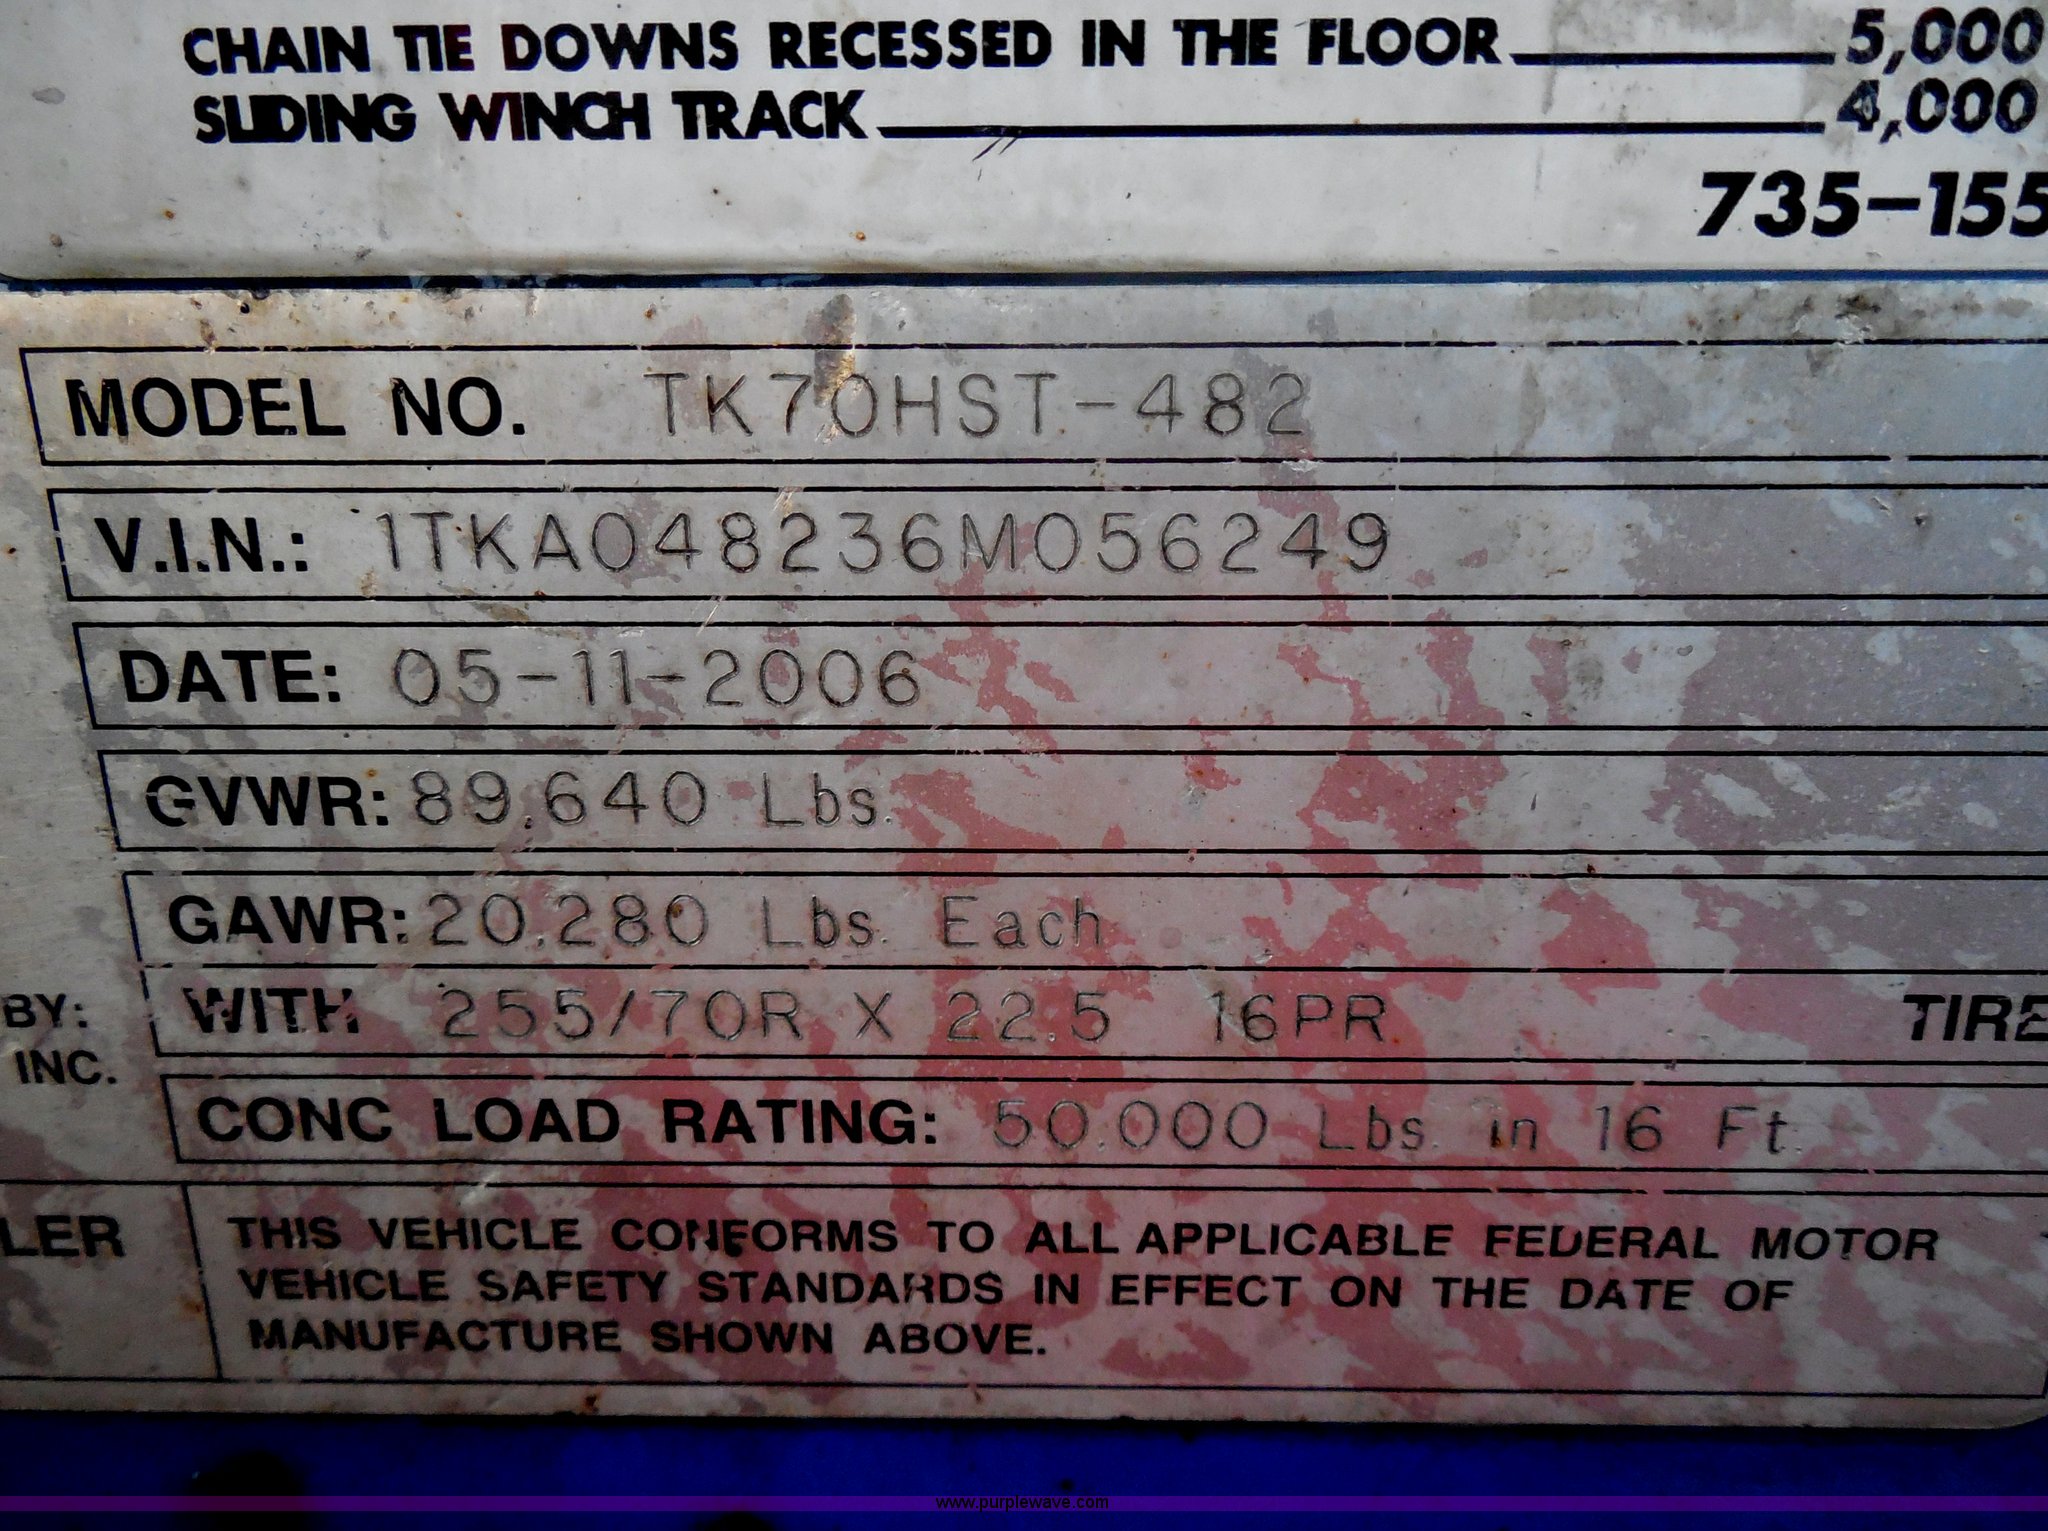 CHAIN TIE DOWNS RECESSED IN THE FLOOR 5,000
SLIDING WINCH TRACK 4,000
735-155
MODEL NO. TK70HST-482
V.I.N.: 1TKA048236M056249
DATE: 05-11-2006
GVWR: 89,640 Lbs.
GAWR: 20,280 Lbs. Each
BY: WITH 255/70R X 22.5 16PR TIRE
INC.
CONC LOAD RATING: 50,000 Lbs. in 16 Ft.
LER
THIS VEHICLE CONFORMS TO ALL APPLICABLE FEDERAL MOTOR
VEHICLE SAFETY STANDARDS IN EFFECT ON THE DATE OF
MANUFACTURE SHOWN ABOVE.
www.purplewave.com